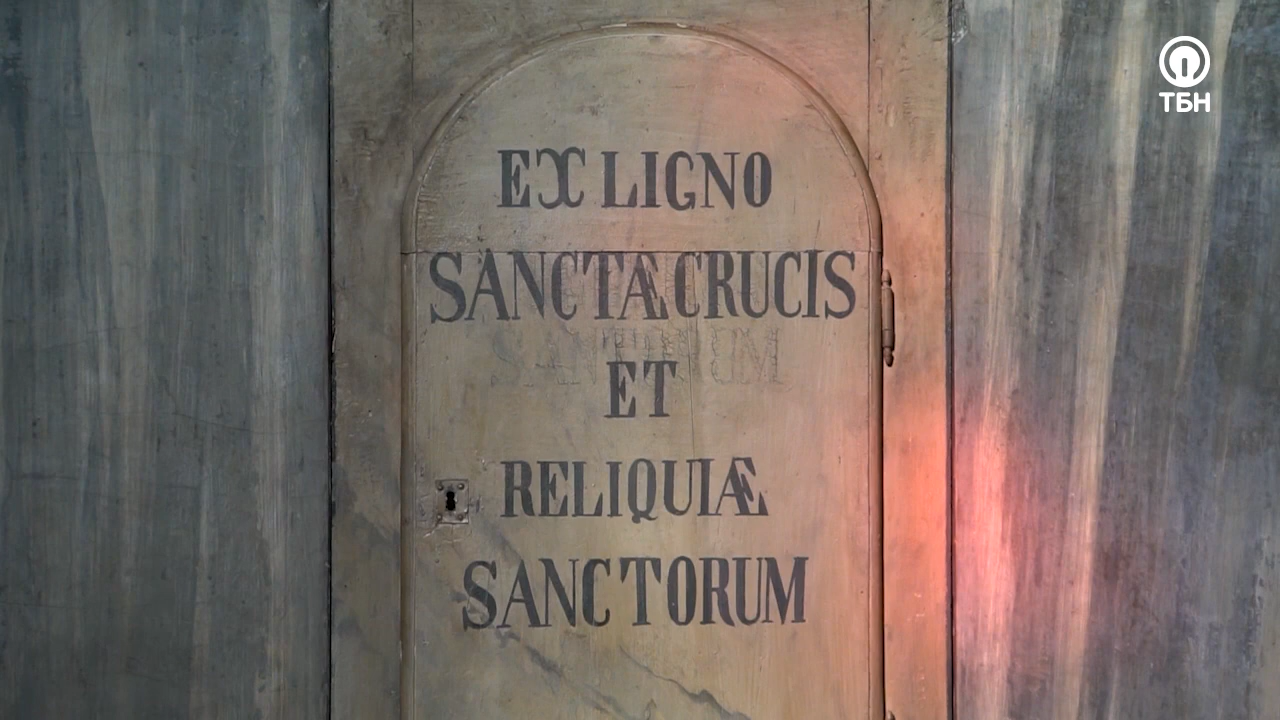 ТБН
EX LIGNO
SANCTÆ CRUCIS
ET
RELIQUIÆ
SANCTORUM